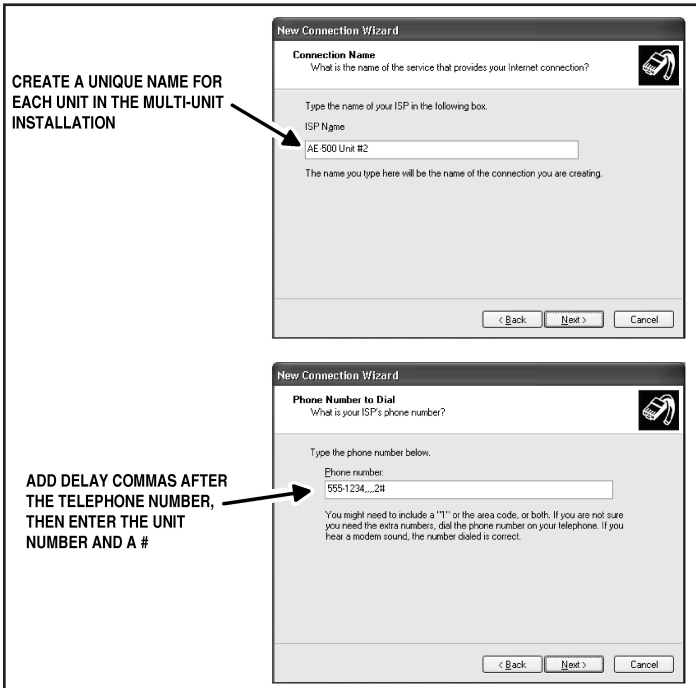 New Connection Wizard
Connection Name
What is the name of the service that provides your Internet connection?
CREATE A UNIQUE NAME FOR
EACH UNIT IN THE MULTI-UNIT
INSTALLATION
Type the name of your ISP in the following box.
ISP Name
AE-500 Unit #2
The name you type here will be the name of the connection you are creating.
< Back
Next >
Cancel
New Connection Wizard
Phone Number to Dial
What is your ISP's phone number?
Type the phone number below.
Phone number:
555-1234,,,,2#
ADD DELAY COMMAS AFTER
THE TELEPHONE NUMBER,
THEN ENTER THE UNIT
NUMBER AND A #
You might need to include a "1" or the area code, or both. If you are not sure
you need the extra numbers, dial the phone number on your telephone. If you
hear a modem sound, the number dialed is correct.
< Back
Next >
Cancel